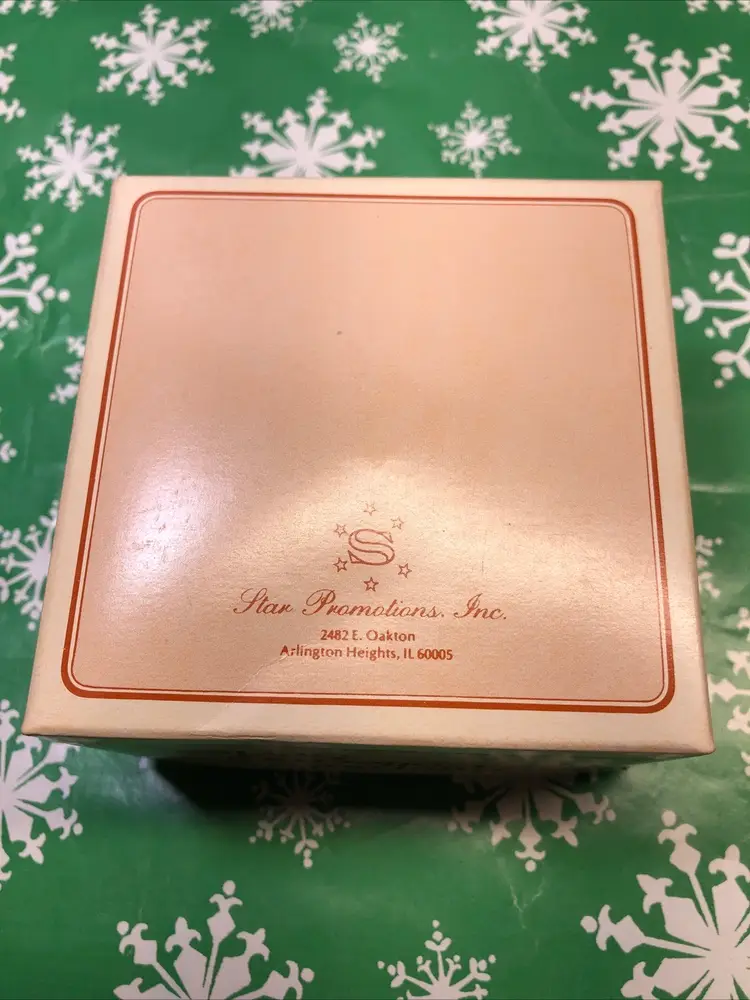 S
Star Promotions, Inc.
2482 E. Oakton
Arlington Heights, IL 60005